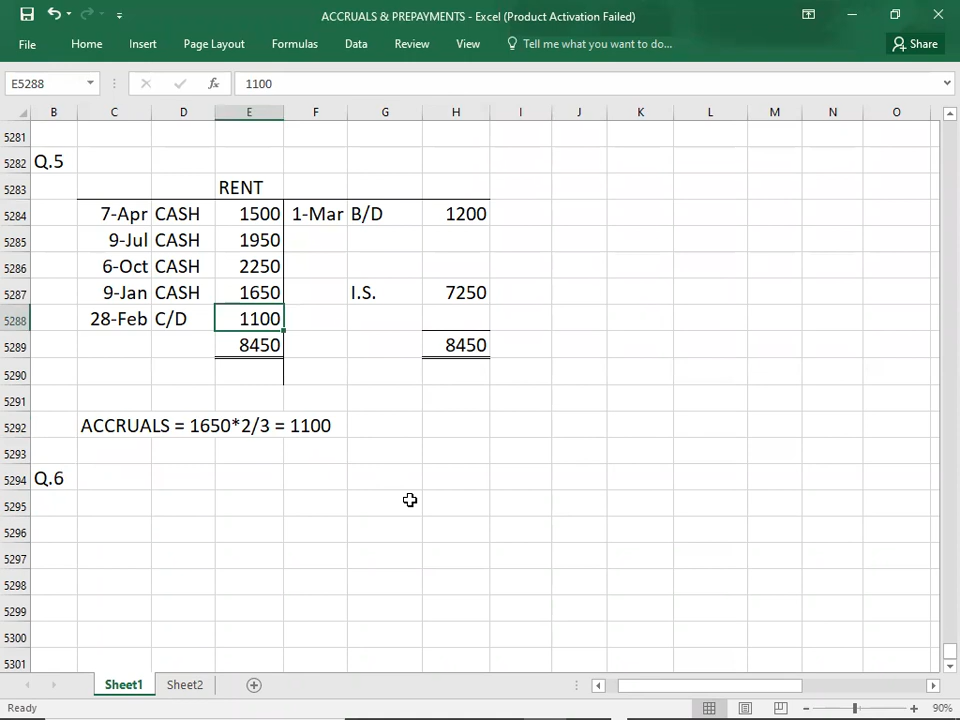 ACCRUALS & PREPAYMENTS - Excel (Product Activation Failed)
File Home Insert Page Layout Formulas Data Review View Tell me what you want to do... Share
E5288 fx 1100
B C D E F G H I J K L M N O
5281
5282 Q.5
5283 RENT
5284 7-Apr CASH 1500 1-Mar B/D 1200
5285 9-Jul CASH 1950
5286 6-Oct CASH 2250
5287 9-Jan CASH 1650 I.S. 7250
5288 28-Feb C/D 1100
5289 8450 8450
5290
5291
5292 ACCRUALS = 1650*2/3 = 1100
5293
5294 Q.6
5295
5296
5297
5298
5299
5300
5301
Sheet1 Sheet2
Ready 90%